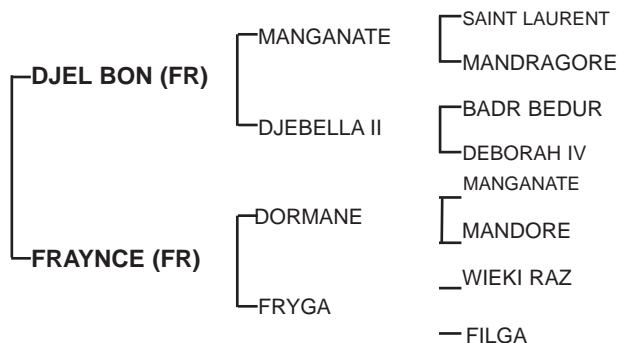 SAINT LAURENT
MANGANATE
MANDRAGORE
DJEL BON (FR)
BADR BEDUR
DJEBELLA II
DEBORAH IV
MANGANATE
DORMANE
MANDORE
FRAYNCE (FR)
WIEKI RAZ
FRYGA
FILGA